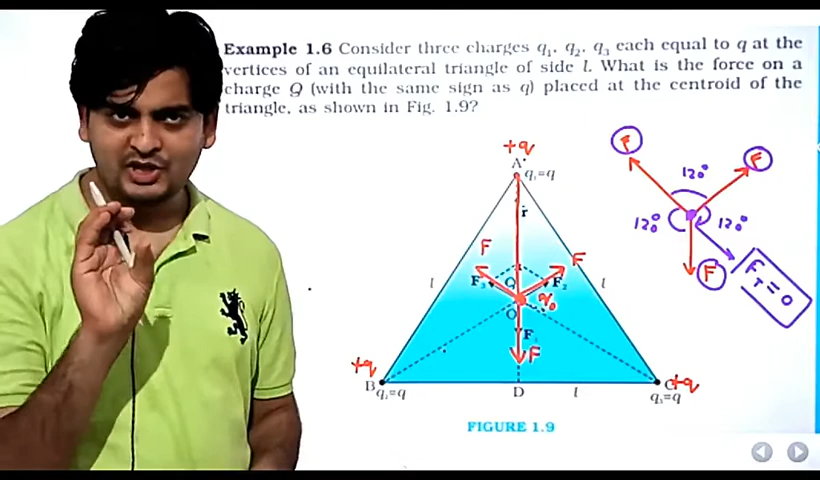 Example 1.6 Consider three charges q₁, q₂, q₃ each equal to q at the
vertices of an equilateral triangle of side l. What is the force on a
charge Q (with the same sign as q) placed at the centroid of the
triangle, as shown in Fig. 1.9?
+q
A
q₁=q
r
F
F
F₃
Q
F₂
q₀
O
F₁
F
l
l
+q
B
q₂=q
D
l
C
+q
q₃=q
FIGURE 1.9
F
F
120°
120°
120°
F
F_T = 0